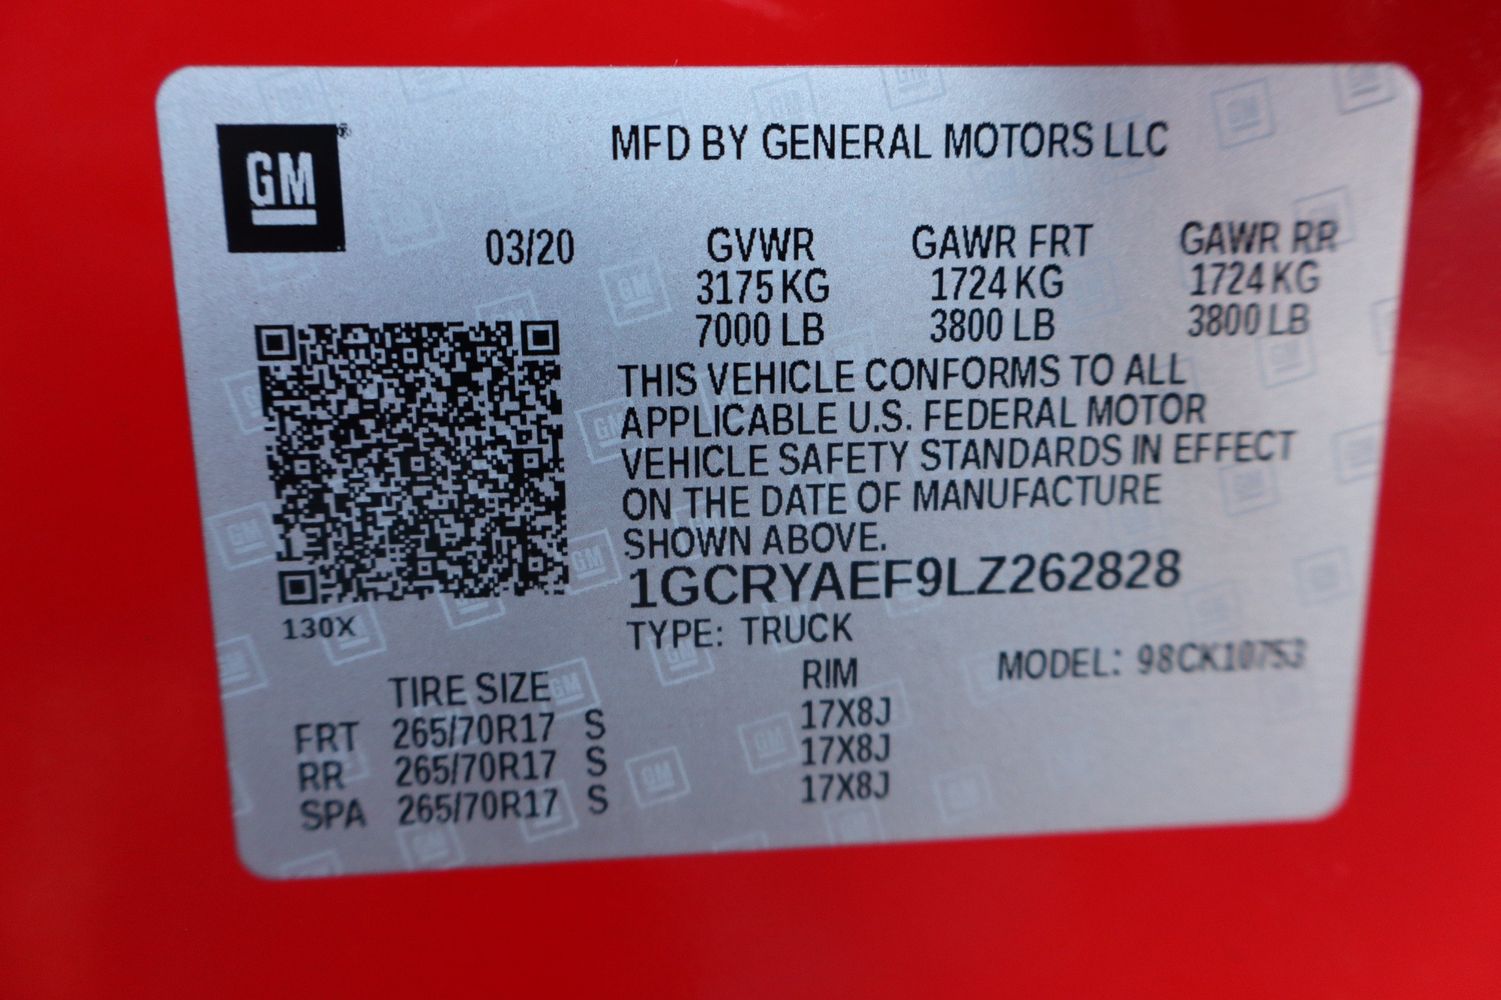 GM ®
MFD BY GENERAL MOTORS LLC
03/20 GVWR GAWR FRT GAWR RR
3175 KG 1724 KG 1724 KG
7000 LB 3800 LB 3800 LB
THIS VEHICLE CONFORMS TO ALL
APPLICABLE U.S. FEDERAL MOTOR
VEHICLE SAFETY STANDARDS IN EFFECT
ON THE DATE OF MANUFACTURE
SHOWN ABOVE.
1GCRYAEF9LZ262828
130X
TYPE: TRUCK
MODEL: 98CK10753
TIRE SIZE RIM
FRT 265/70R17 S 17X8J
RR 265/70R17 S 17X8J
SPA 265/70R17 S 17X8J